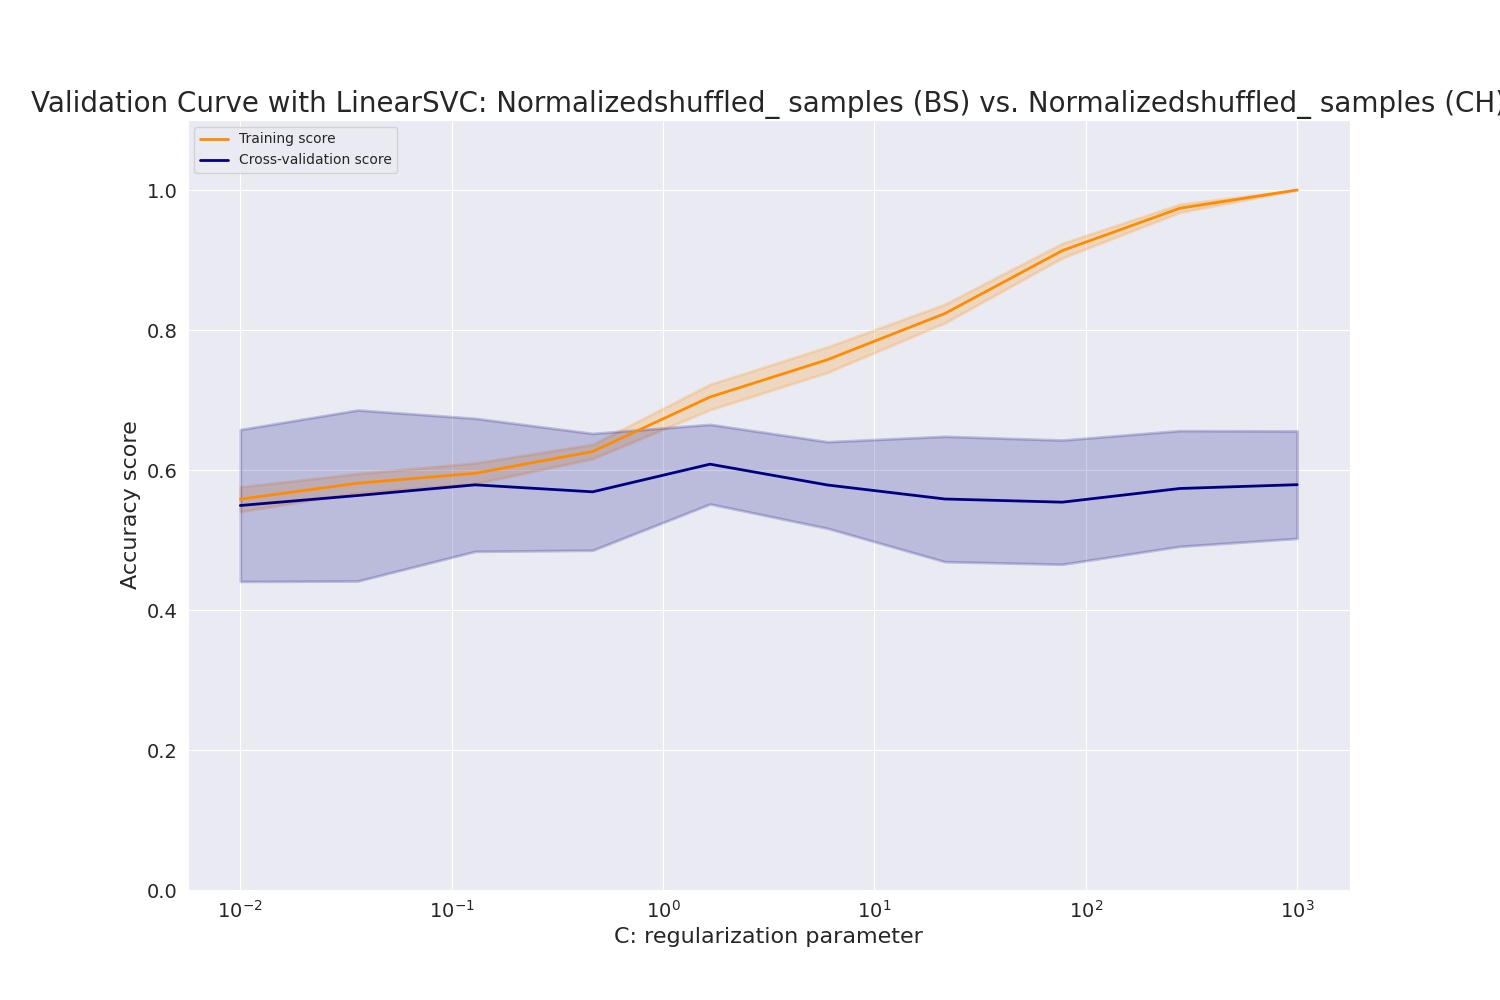 Validation Curve with LinearSVC: Normalizedshuffled_ samples (BS) vs. Normalizedshuffled_ samples (CH)
Training score
Cross-validation score
1.0
0.8
0.6
0.4
0.2
0.0
Accuracy score
10⁻² 10⁻¹ 10⁰ 10¹ 10² 10³
C: regularization parameter